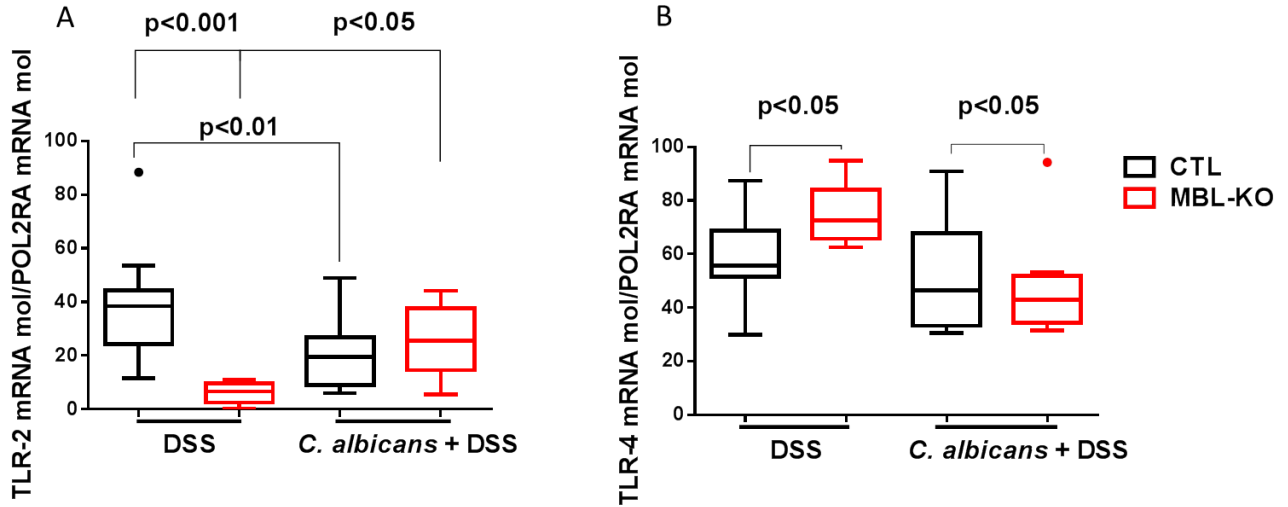 A
p<0.001
p<0.05
p<0.01
TLR-2 mRNA mol/POL2RA mRNA mol
100
80
60
40
20
0
DSS
C. albicans + DSS
B
p<0.05
p<0.05
TLR-4 mRNA mol/POL2RA mRNA mol
100
80
60
40
20
0
DSS
C. albicans + DSS
CTL
MBL-KO